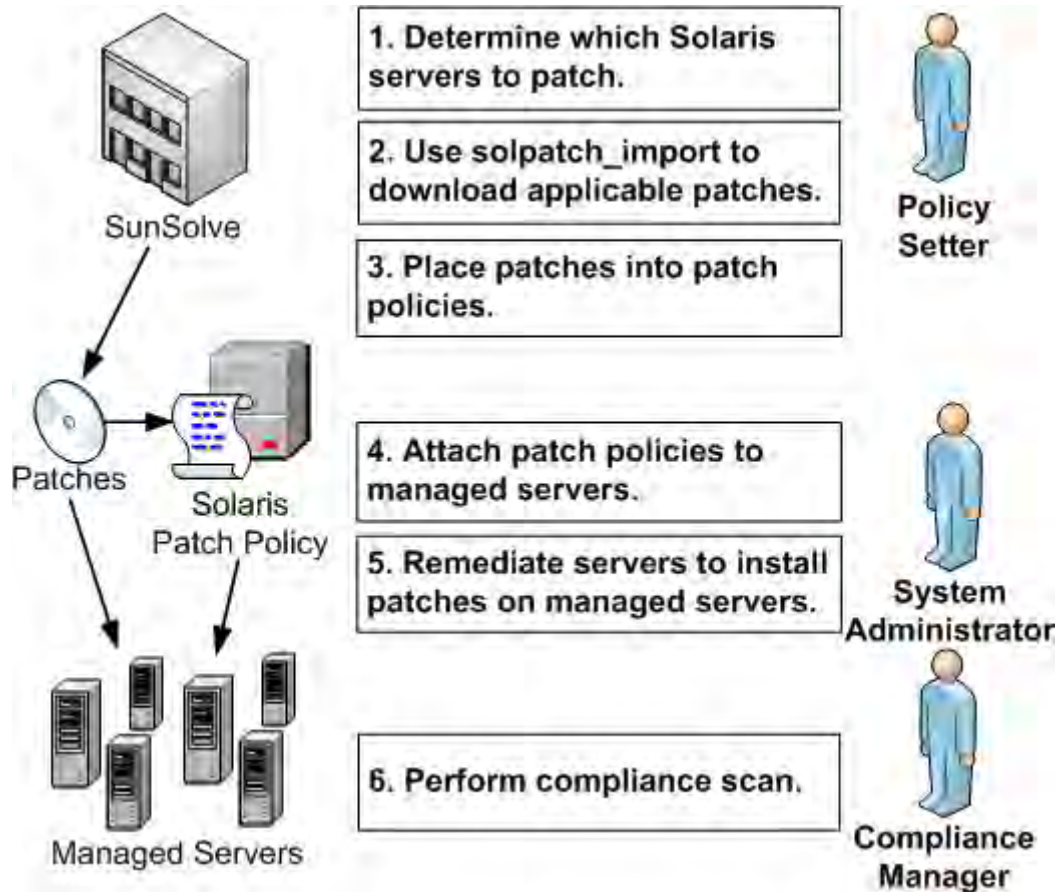 SunSolve
Patches
Solaris
Patch Policy
Managed Servers
1. Determine which Solaris
servers to patch.
2. Use solpatch_import to
download applicable patches.
3. Place patches into patch
policies.
Policy
Setter
4. Attach patch policies to
managed servers.
5. Remediate servers to install
patches on managed servers.
System
Administrator
6. Perform compliance scan.
Compliance
Manager